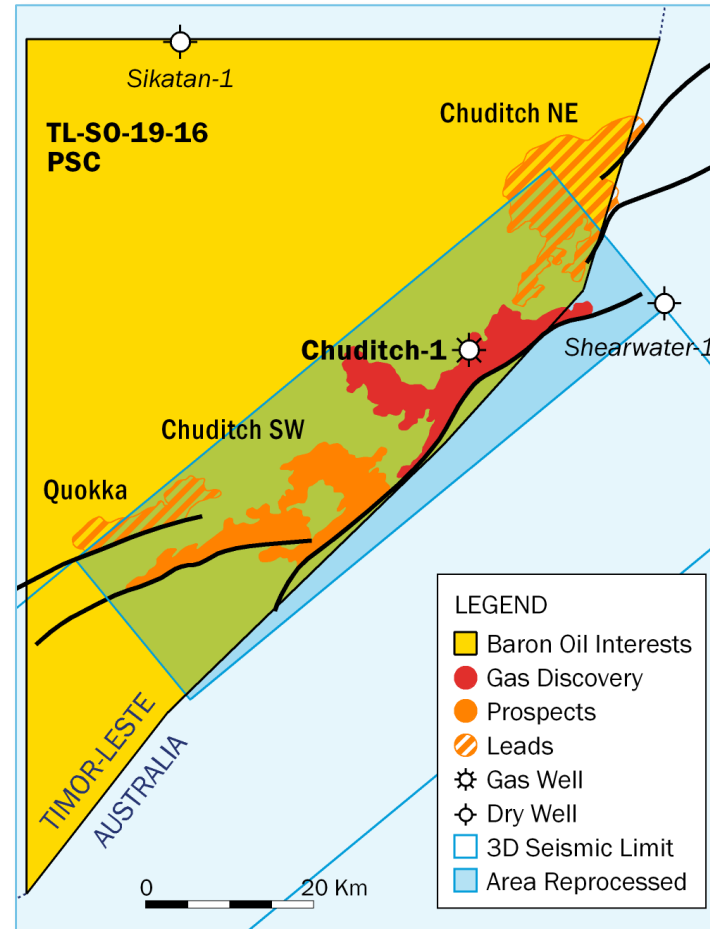 Sikatan-1
TL-SO-19-16
PSC
Chuditch NE
Chuditch-1
Shearwater-1
Chuditch SW
Quokka
TIMOR-LESTE
AUSTRALIA
0 20 Km
LEGEND
Baron Oil Interests
Gas Discovery
Prospects
Leads
Gas Well
Dry Well
3D Seismic Limit
Area Reprocessed